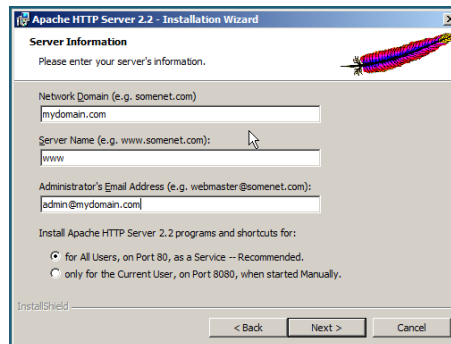 Apache HTTP Server 2.2 - Installation Wizard
Server Information
Please enter your server's information.
Network Domain (e.g. somenet.com)
mydomain.com
Server Name (e.g. www.somenet.com):
www
Administrator's Email Address (e.g. webmaster@somenet.com):
admin@mydomain.com
Install Apache HTTP Server 2.2 programs and shortcuts for:
for All Users, on Port 80, as a Service -- Recommended.
only for the Current User, on Port 8080, when started Manually.
InstallShield
< Back Next > Cancel